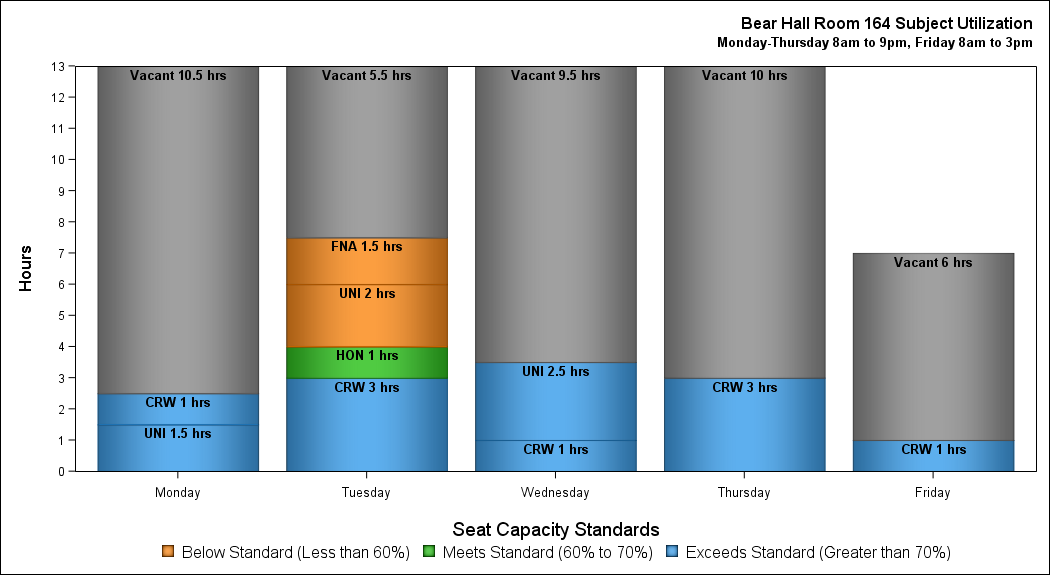 Bear Hall Room 164 Subject Utilization
Monday-Thursday 8am to 9pm, Friday 8am to 3pm
Hours
13
12
11
10
9
8
7
6
5
4
3
2
1
0
Vacant 10.5 hrs
CRW 1 hrs
UNI 1.5 hrs
Vacant 5.5 hrs
FNA 1.5 hrs
UNI 2 hrs
HON 1 hrs
CRW 3 hrs
Vacant 9.5 hrs
UNI 2.5 hrs
CRW 1 hrs
Vacant 10 hrs
CRW 3 hrs
Vacant 6 hrs
CRW 1 hrs
Monday Tuesday Wednesday Thursday Friday
Seat Capacity Standards
Below Standard (Less than 60%) Meets Standard (60% to 70%) Exceeds Standard (Greater than 70%)